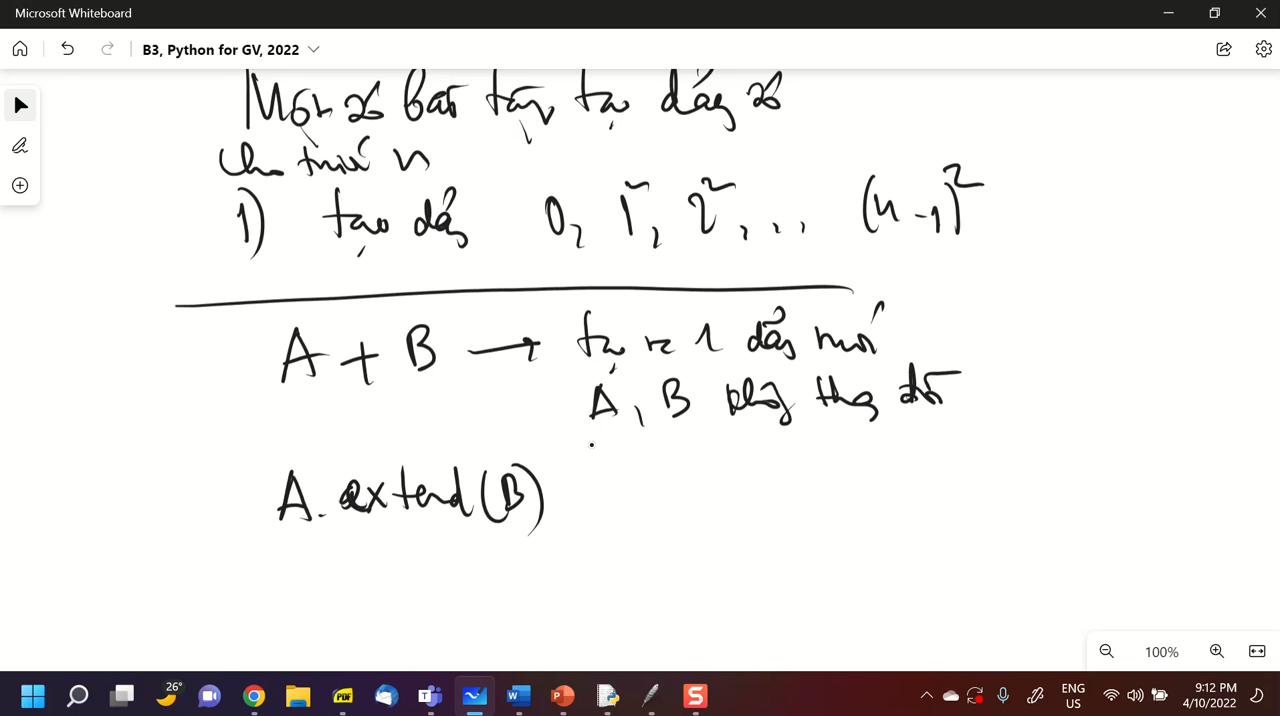 Microsoft Whiteboard
B3, Python for GV, 2022
Một số bài tập tạo dãy số
Cho trước n
1) tạo dãy 0, 1², 2², ... (n-1)²
A + B → tạo ra 1 dãy mới
A, B không thay đổi
A. extend(B)
100%
26°
PDF
ENG
US
9:12 PM
4/10/2022